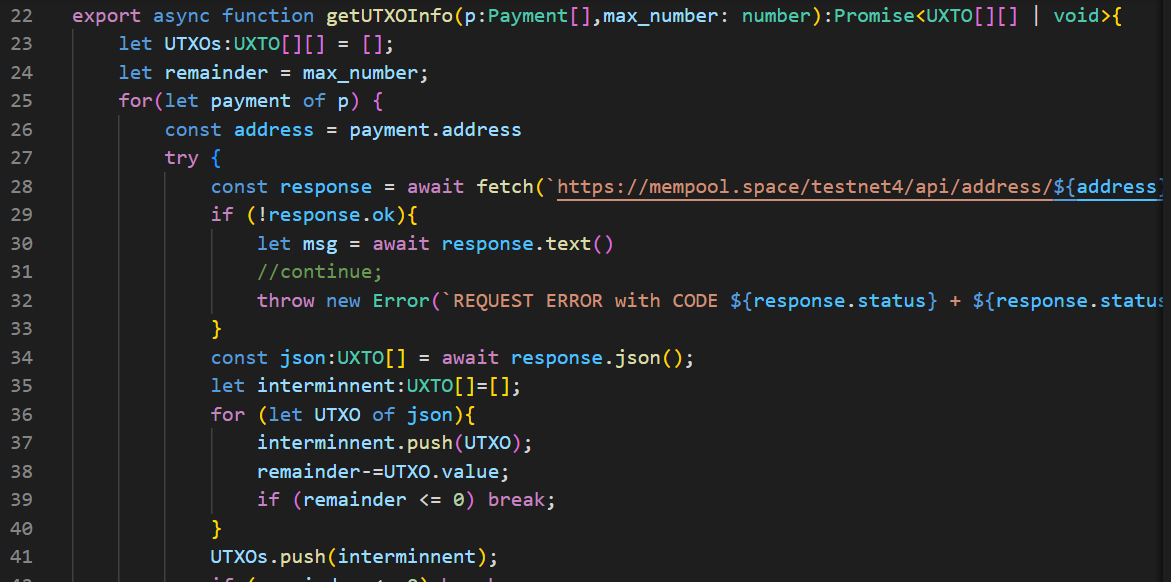 22 export async function getUTXOInfo(p:Payment[],max_number: number):Promise<UXTO[][] | void>{
23 let UTXOs:UXTO[][] = [];
24 let remainder = max_number;
25 for(let payment of p) {
26 const address = payment.address
27 try {
28 const response = await fetch(`https://mempool.space/testnet4/api/address/${address}
29 if (!response.ok){
30 let msg = await response.text()
31 //continue;
32 throw new Error(`REQUEST ERROR with CODE ${response.status} + ${response.status
33 }
34 const json:UXTO[] = await response.json();
35 let interminnent:UXTO[]=[];
36 for (let UTXO of json){
37 interminnent.push(UTXO);
38 remainder-=UTXO.value;
39 if (remainder <= 0) break;
40 }
41 UTXOs.push(interminnent);